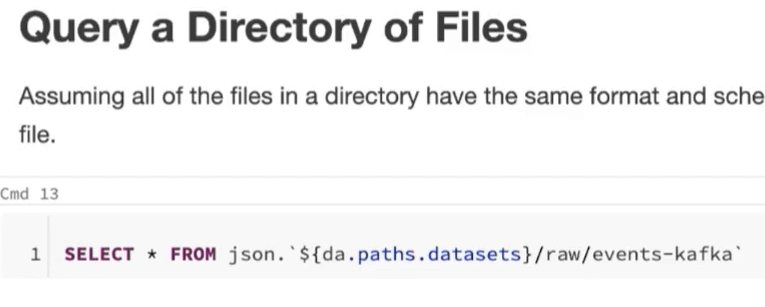 Query a Directory of Files
Assuming all of the files in a directory have the same format and sche
file.
Cmd 13
1 SELECT * FROM json.`${da.paths.datasets}/raw/events-kafka`